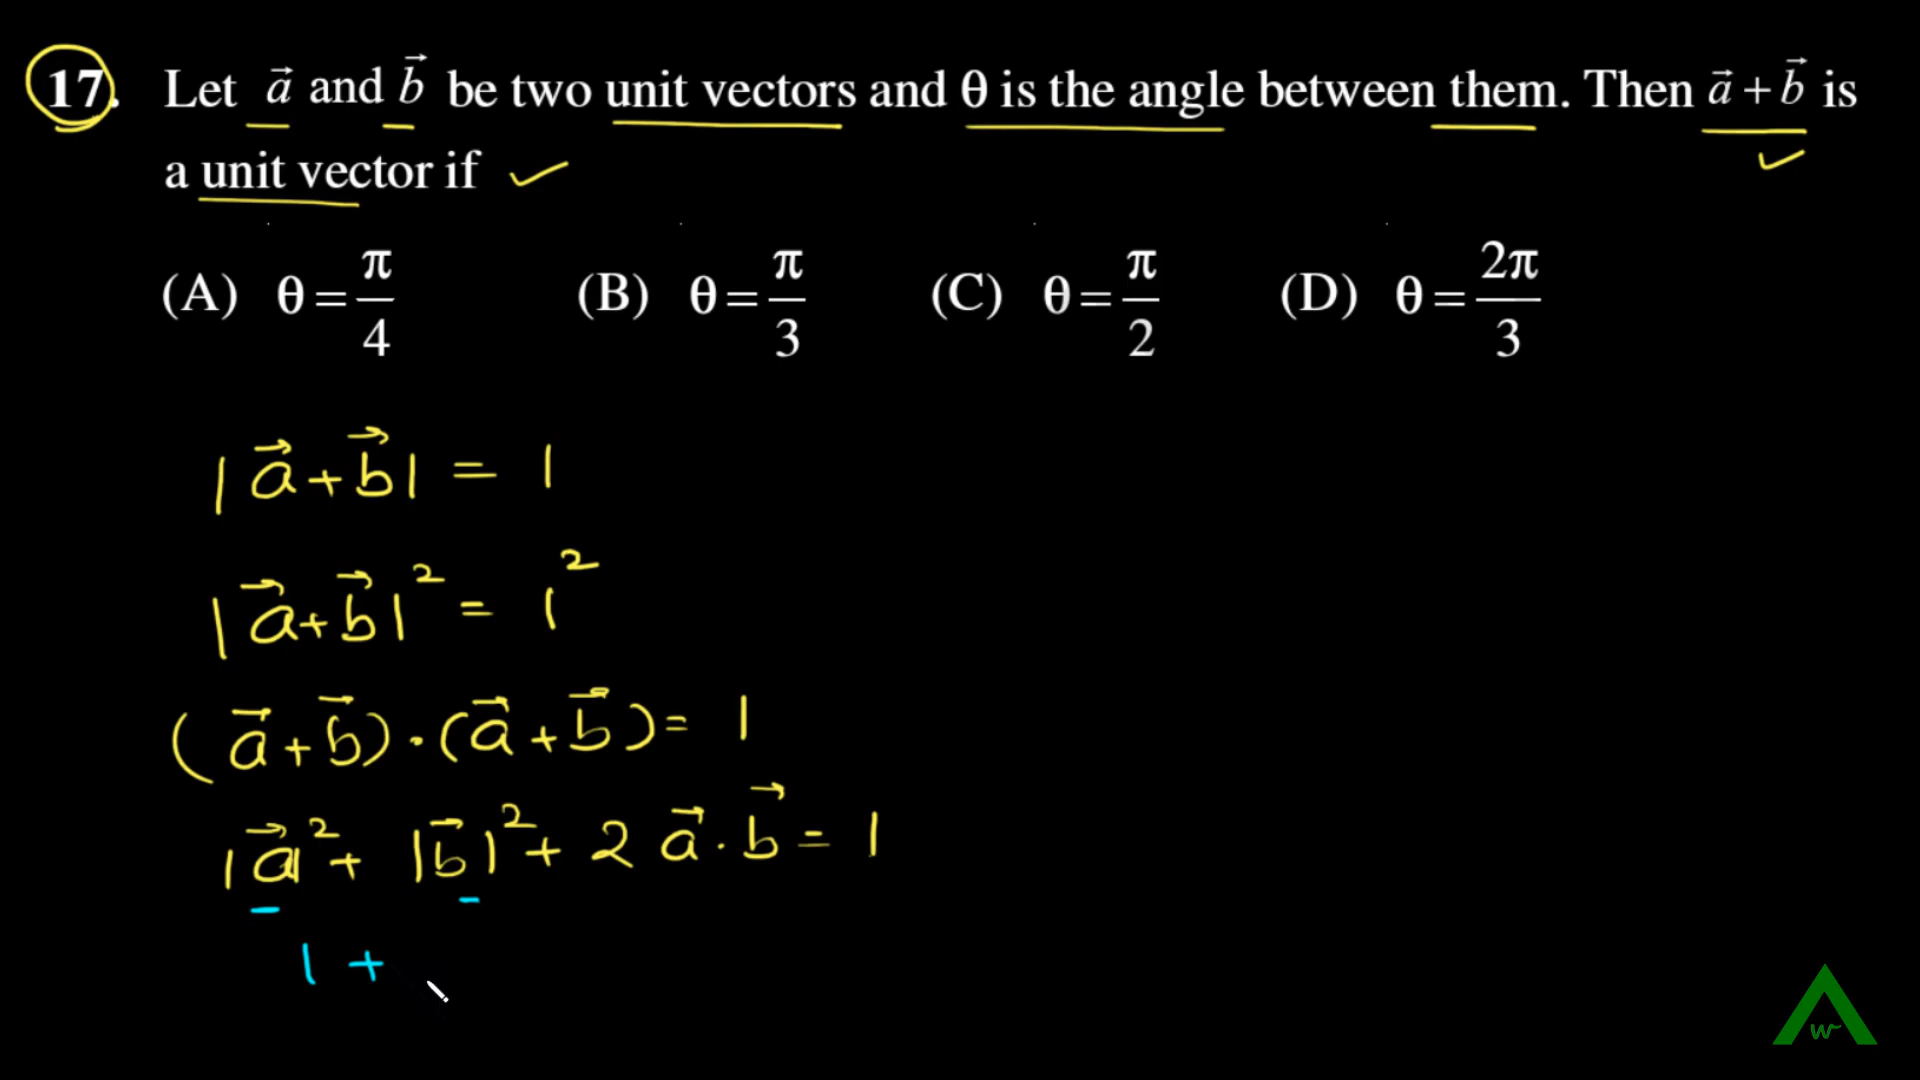 17. Let a⃗ and b⃗ be two unit vectors and θ is the angle between them. Then a⃗ + b⃗ is
a unit vector if
(A) θ = π/4 (B) θ = π/3 (C) θ = π/2 (D) θ = 2π/3
|a⃗+b⃗| = 1
|a⃗+b⃗|² = 1²
(a⃗+b⃗)·(a⃗+b⃗) = 1
|a⃗|² + |b⃗|² + 2 a⃗·b⃗ = 1
1 +
w